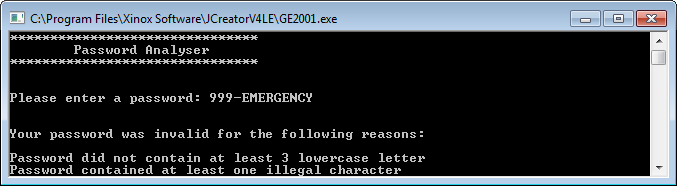 C:\Program Files\Xinox Software\JCreatorV4LE\GE2001.exe
*******************************
Password Analyser
*******************************
Please enter a password: 999-EMERGENCY
Your password was invalid for the following reasons:
Password did not contain at least 3 lowercase letter
Password contained at least one illegal character